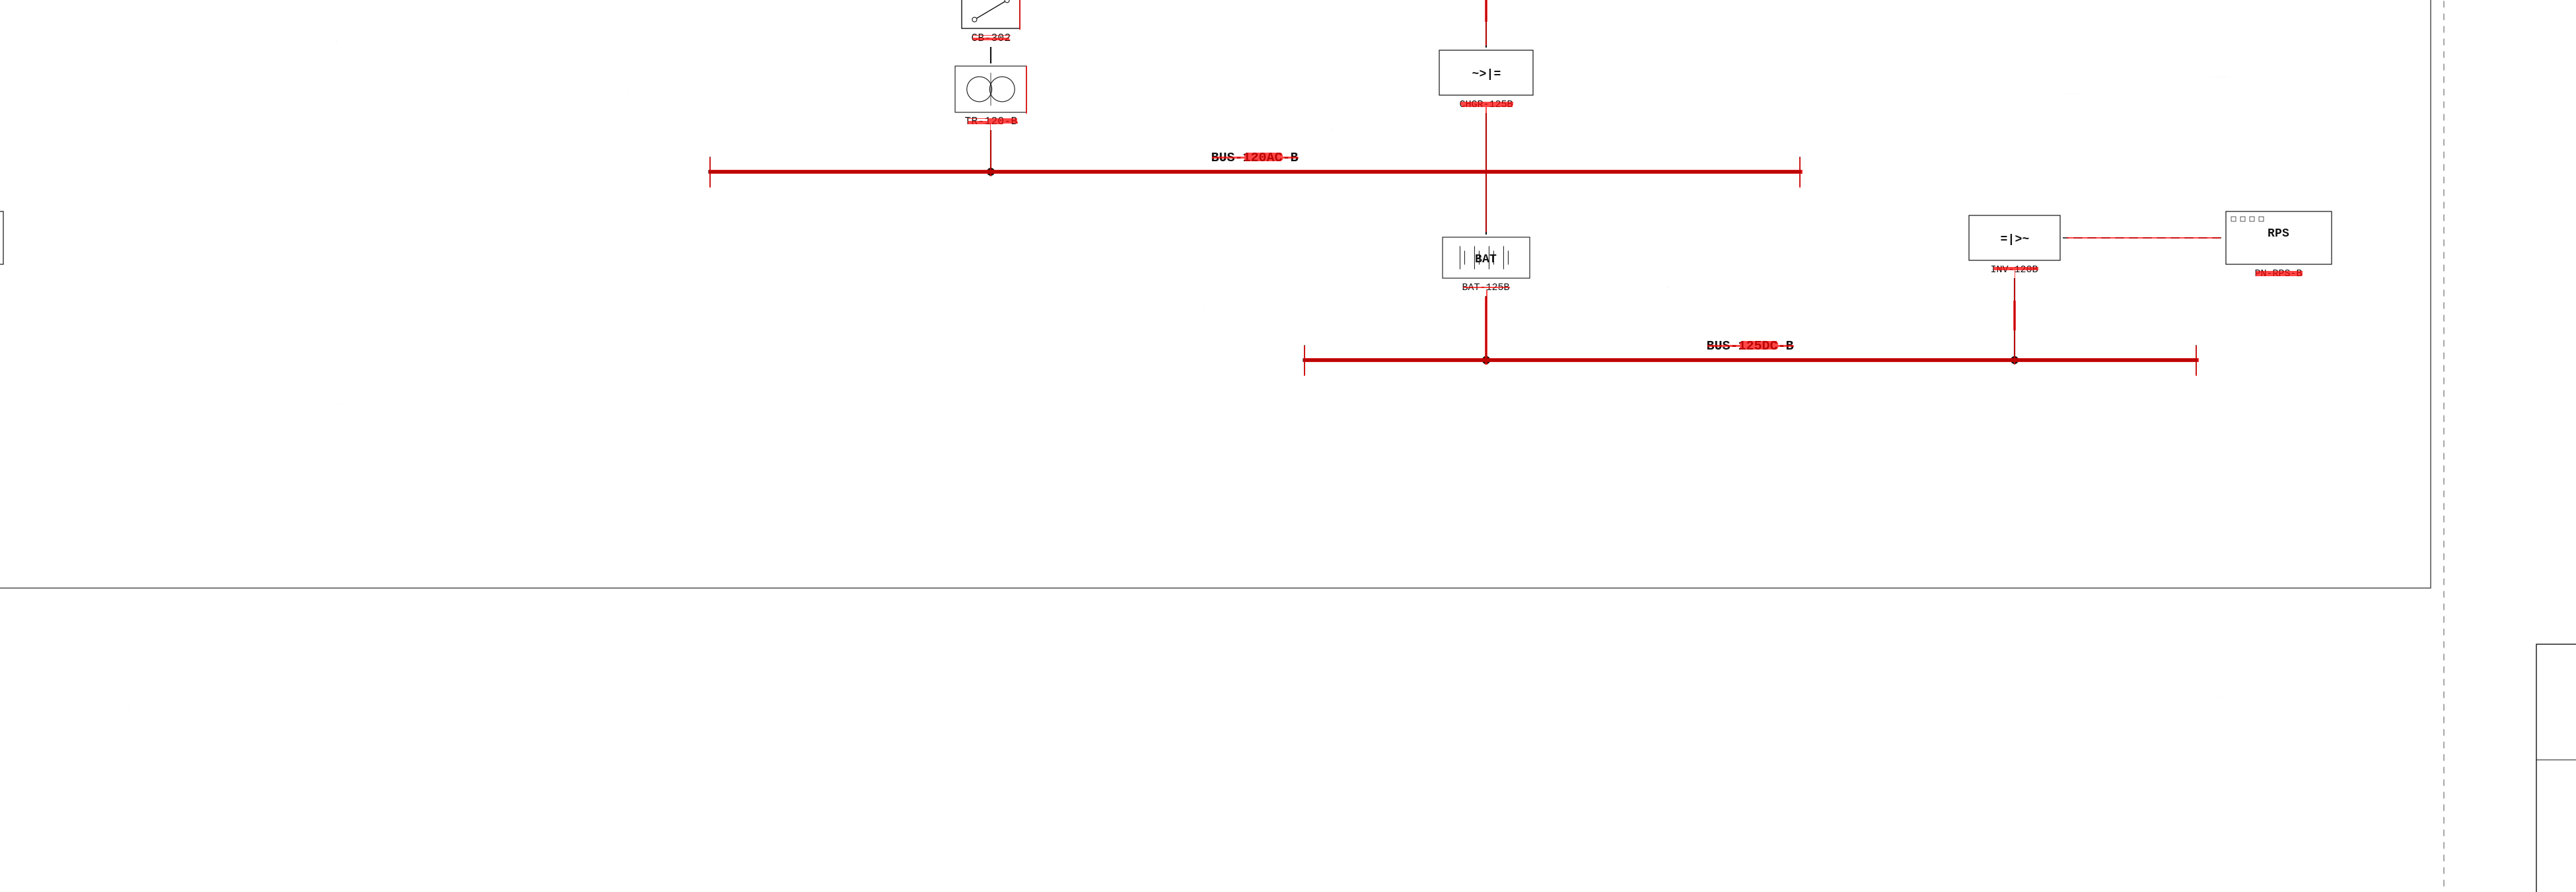 CB-302
~>|=
CHGR-125B
TR-120-B
BUS-120AC-B
RPS
=|>~
BAT
INV-120B
PN-RPS-B
BAT-125B
BUS-125DC-B